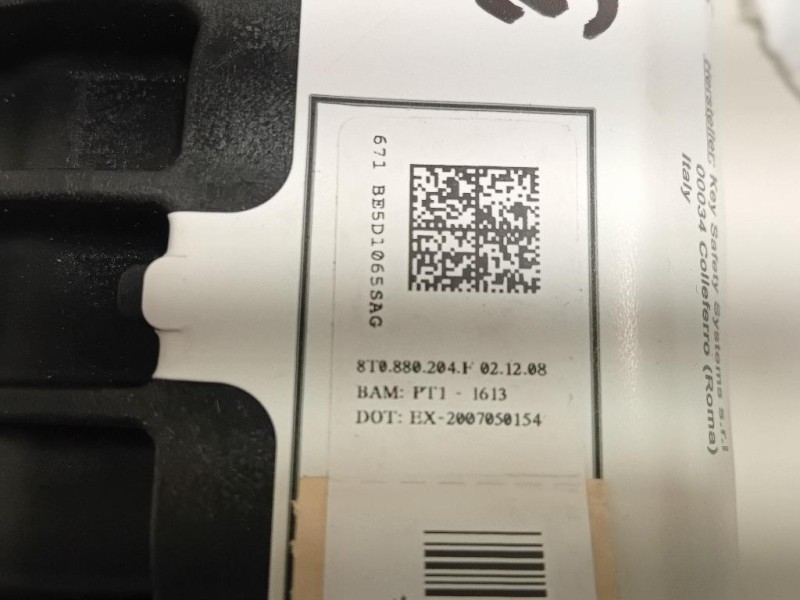 671 BE5D1065SAG
8T0.880.204.F 02.12.08
BAM: PT1 - 1613
DOT: EX-2007050154
Hersteller: Key Safety Systems s.r.l
00034 Colleferro (Roma)
Italy